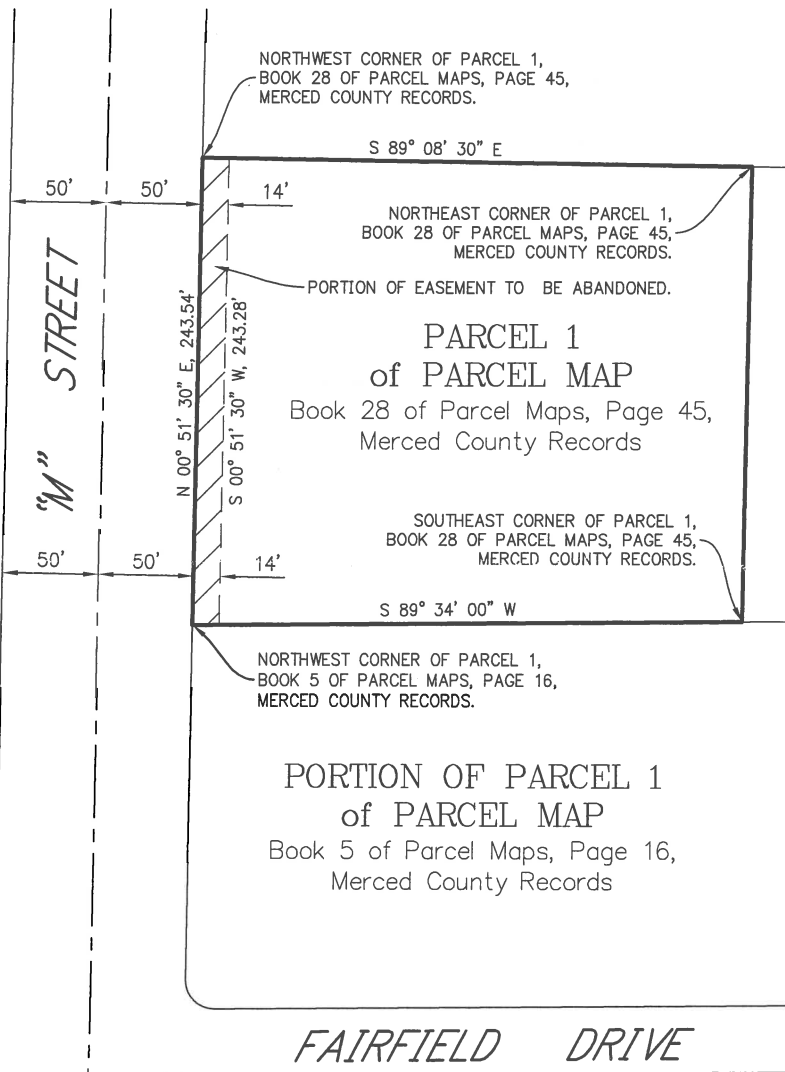 NORTHWEST CORNER OF PARCEL 1,
BOOK 28 OF PARCEL MAPS, PAGE 45,
MERCED COUNTY RECORDS.
S 89° 08' 30" E
50'
50'
14'
NORTHEAST CORNER OF PARCEL 1,
BOOK 28 OF PARCEL MAPS, PAGE 45,
MERCED COUNTY RECORDS.
PORTION OF EASEMENT TO BE ABANDONED.
"M" STREET
N 00° 51' 30" E, 243.54'
S 00° 51' 30" W, 243.28'
PARCEL 1
of PARCEL MAP
Book 28 of Parcel Maps, Page 45,
Merced County Records
SOUTHEAST CORNER OF PARCEL 1,
BOOK 28 OF PARCEL MAPS, PAGE 45,
MERCED COUNTY RECORDS.
50'
50'
14'
S 89° 34' 00" W
NORTHWEST CORNER OF PARCEL 1,
BOOK 5 OF PARCEL MAPS, PAGE 16,
MERCED COUNTY RECORDS.
PORTION OF PARCEL 1
of PARCEL MAP
Book 5 of Parcel Maps, Page 16,
Merced County Records
FAIRFIELD DRIVE